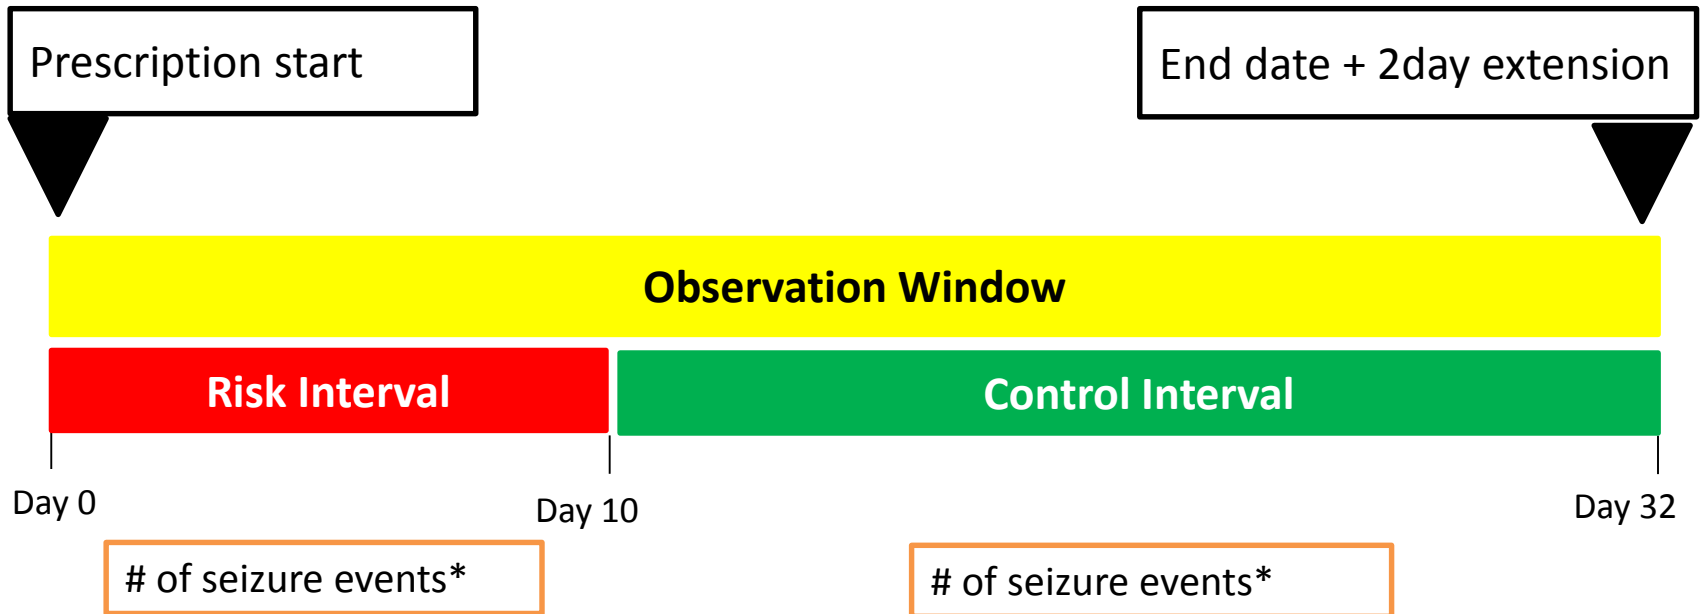 Prescription start
End date + 2day extension
Observation Window
Risk Interval
Control Interval
Day 0
Day 10
Day 32
# of seizure events*
# of seizure events*